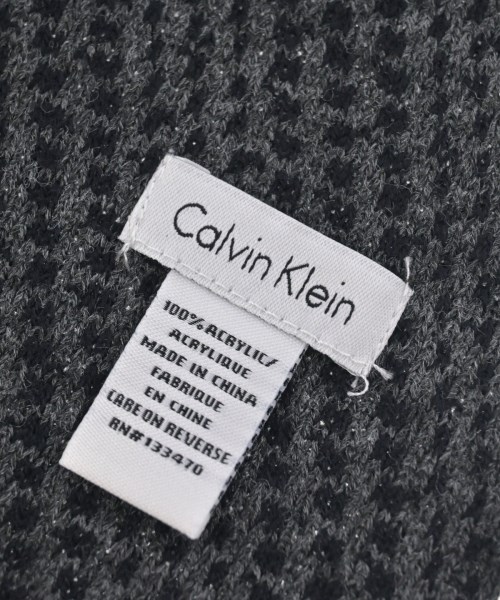 Calvin Klein
100% ACRYLIC/
ACRYLIQUE
MADE IN CHINA
FABRIQUE
EN CHINE
CARE ON REVERSE
RN#133470